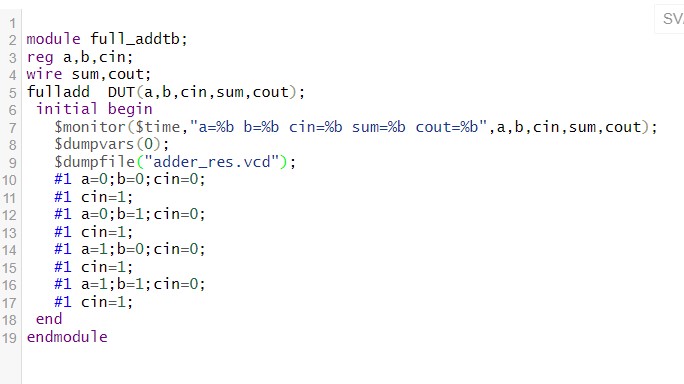 SV
1
2 module full_addtb;
3 reg a,b,cin;
4 wire sum,cout;
5 fulladd  DUT(a,b,cin,sum,cout);
6  initial begin
7    $monitor($time,"a=%b b=%b cin=%b sum=%b cout=%b",a,b,cin,sum,cout);
8    $dumpvars(0);
9    $dumpfile("adder_res.vcd");
10    #1 a=0;b=0;cin=0;
11    #1 cin=1;
12    #1 a=0;b=1;cin=0;
13    #1 cin=1;
14    #1 a=1;b=0;cin=0;
15    #1 cin=1;
16    #1 a=1;b=1;cin=0;
17    #1 cin=1;
18  end
19 endmodule